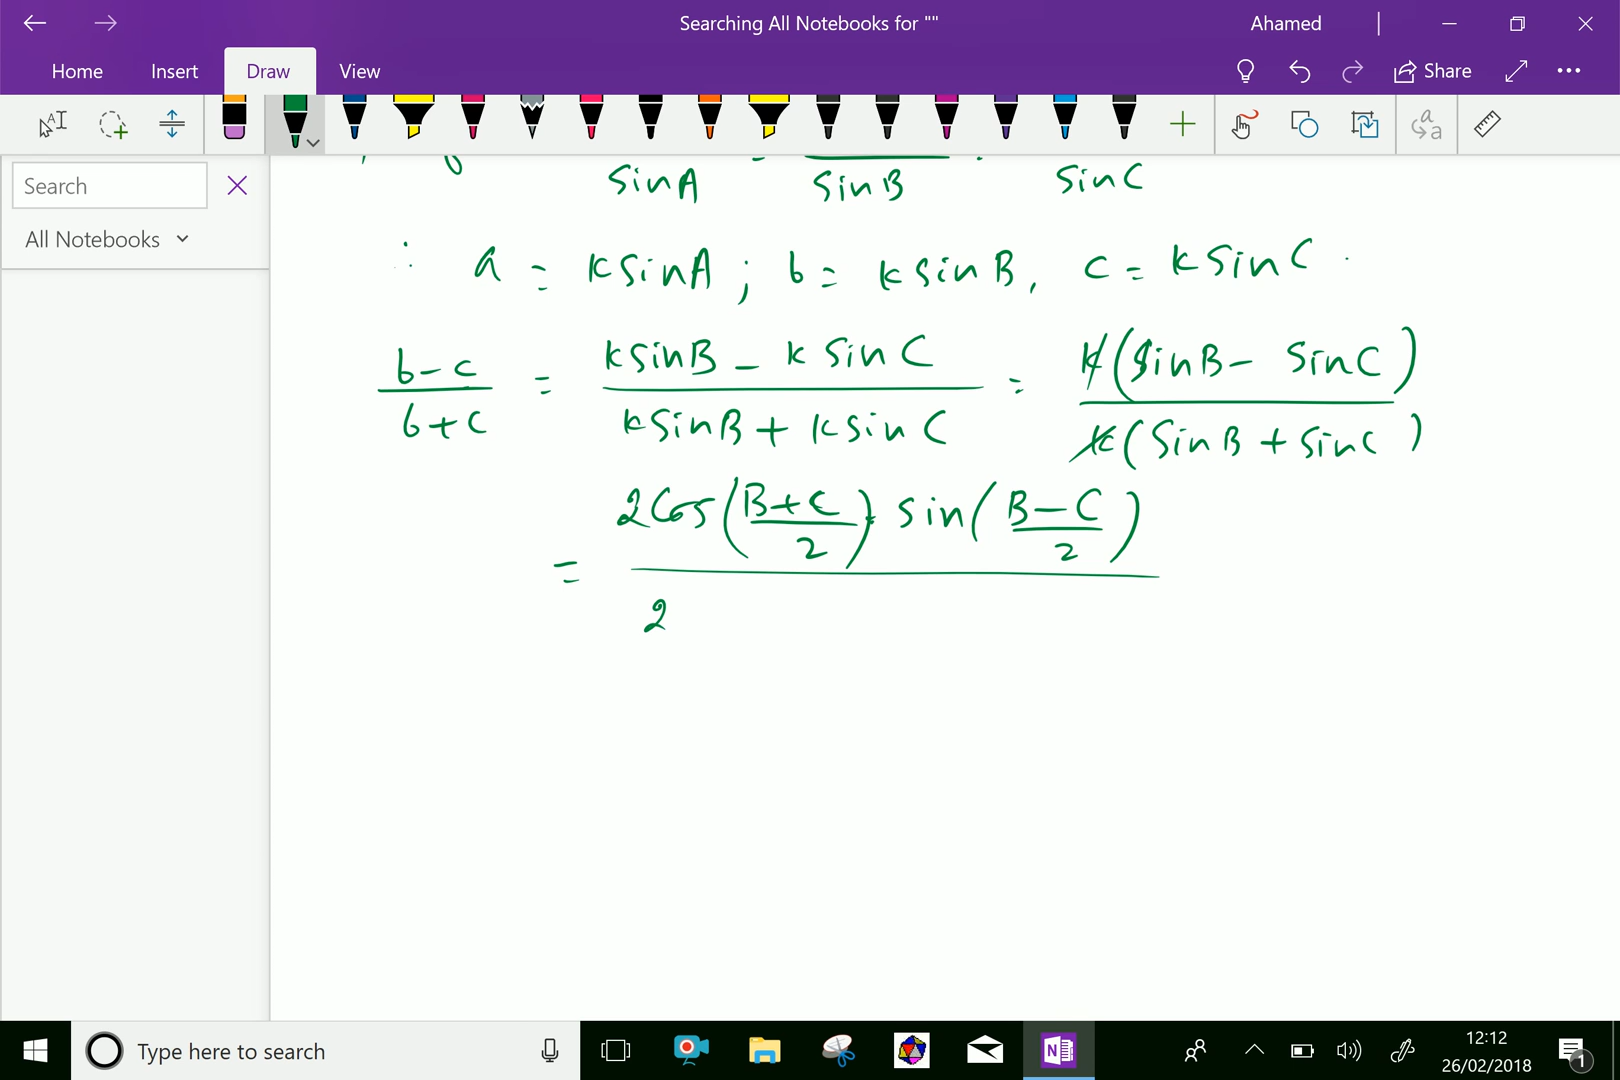 Searching All Notebooks for ""
Ahamed
Home Insert Draw View
Share
Search
All Notebooks
sinA = sinB = sinC
∴ a = ksinA ; b = ksinB, c = ksinC.
(b-c)/(b+c) = (ksinB - ksinC)/(ksinB + ksinC) = k(sinB - sinC)/k(sinB + sinC)
= 2Cos((B+C)/2) . sin((B-C)/2)
2
Type here to search
12:12
26/02/2018
1